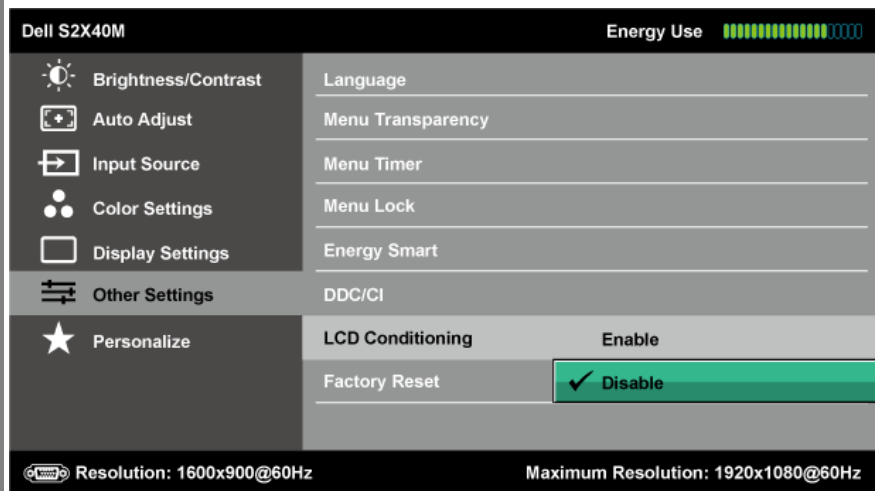 Dell S2X40M Energy Use
Brightness/Contrast Language
Auto Adjust Menu Transparency
Input Source Menu Timer
Color Settings Menu Lock
Display Settings Energy Smart
Other Settings DDC/CI
Personalize LCD Conditioning Enable
Factory Reset Disable
Resolution: 1600x900@60Hz Maximum Resolution: 1920x1080@60Hz